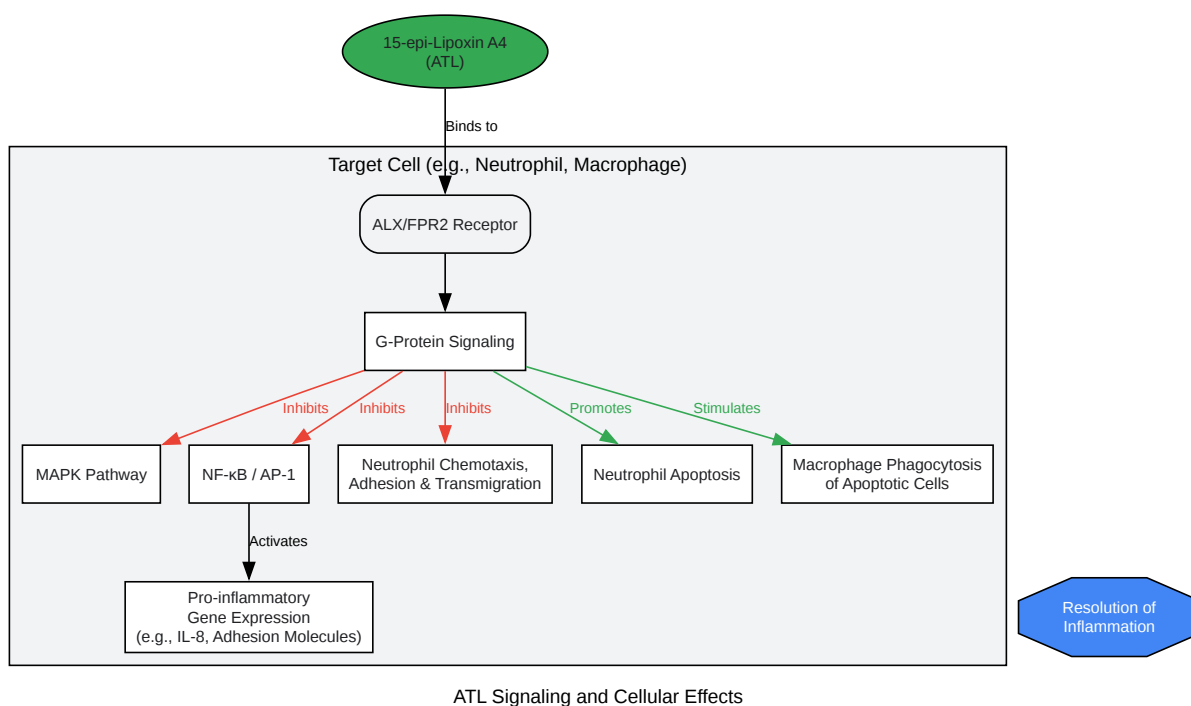 15-epi-Lipoxin A4
(ATL)
Binds to
Target Cell (e.g., Neutrophil, Macrophage)
ALX/FPR2 Receptor
G-Protein Signaling
Inhibits
Inhibits
Inhibits
Promotes
Stimulates
MAPK Pathway
NF-κB / AP-1
Neutrophil Chemotaxis,
Adhesion & Transmigration
Neutrophil Apoptosis
Macrophage Phagocytosis
of Apoptotic Cells
Activates
Pro-inflammatory
Gene Expression
(e.g., IL-8, Adhesion Molecules)
Resolution of
Inflammation
ATL Signaling and Cellular Effects